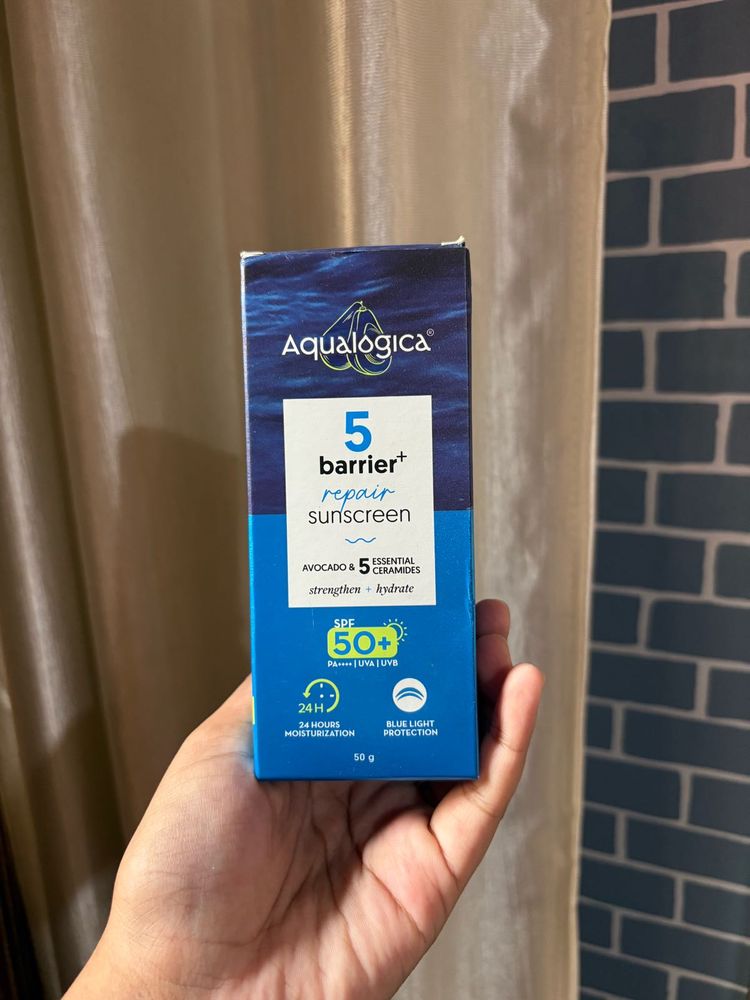 Aqualogica®
5
barrier+
repair
sunscreen
AVOCADO & 5 ESSENTIAL
CERAMIDES
strengthen + hydrate
SPF
50+
PA++++ | UVA | UVB
24H
24 HOURS
MOISTURIZATION
BLUE LIGHT
PROTECTION
50 g